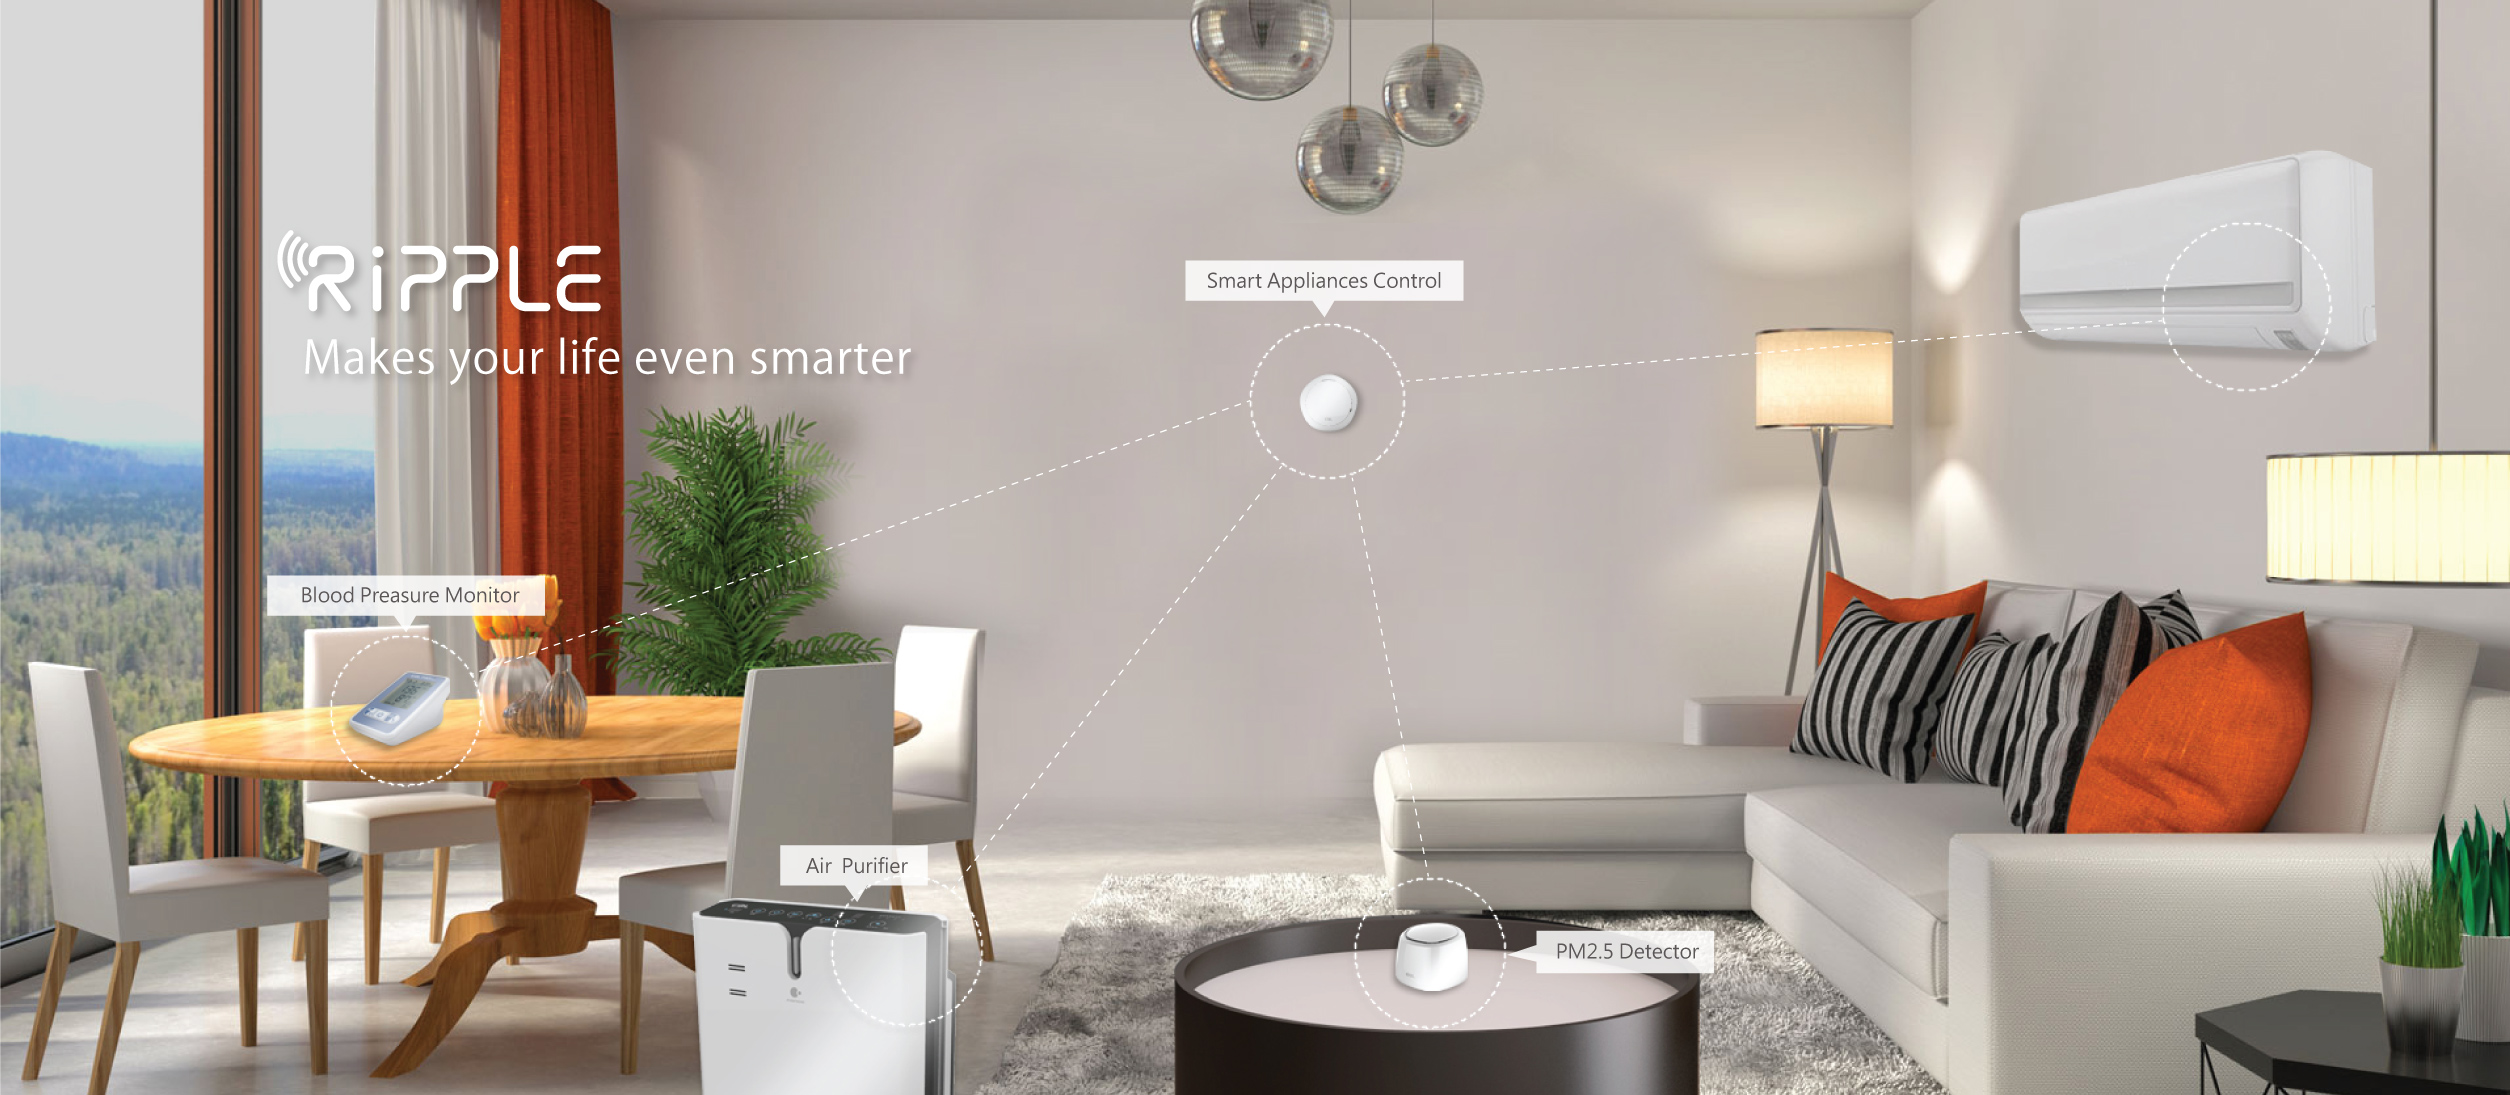 RiPPLE
Makes your life even smarter
Smart Appliances Control
Blood Preasure Monitor
Air Purifier
PM2.5 Detector